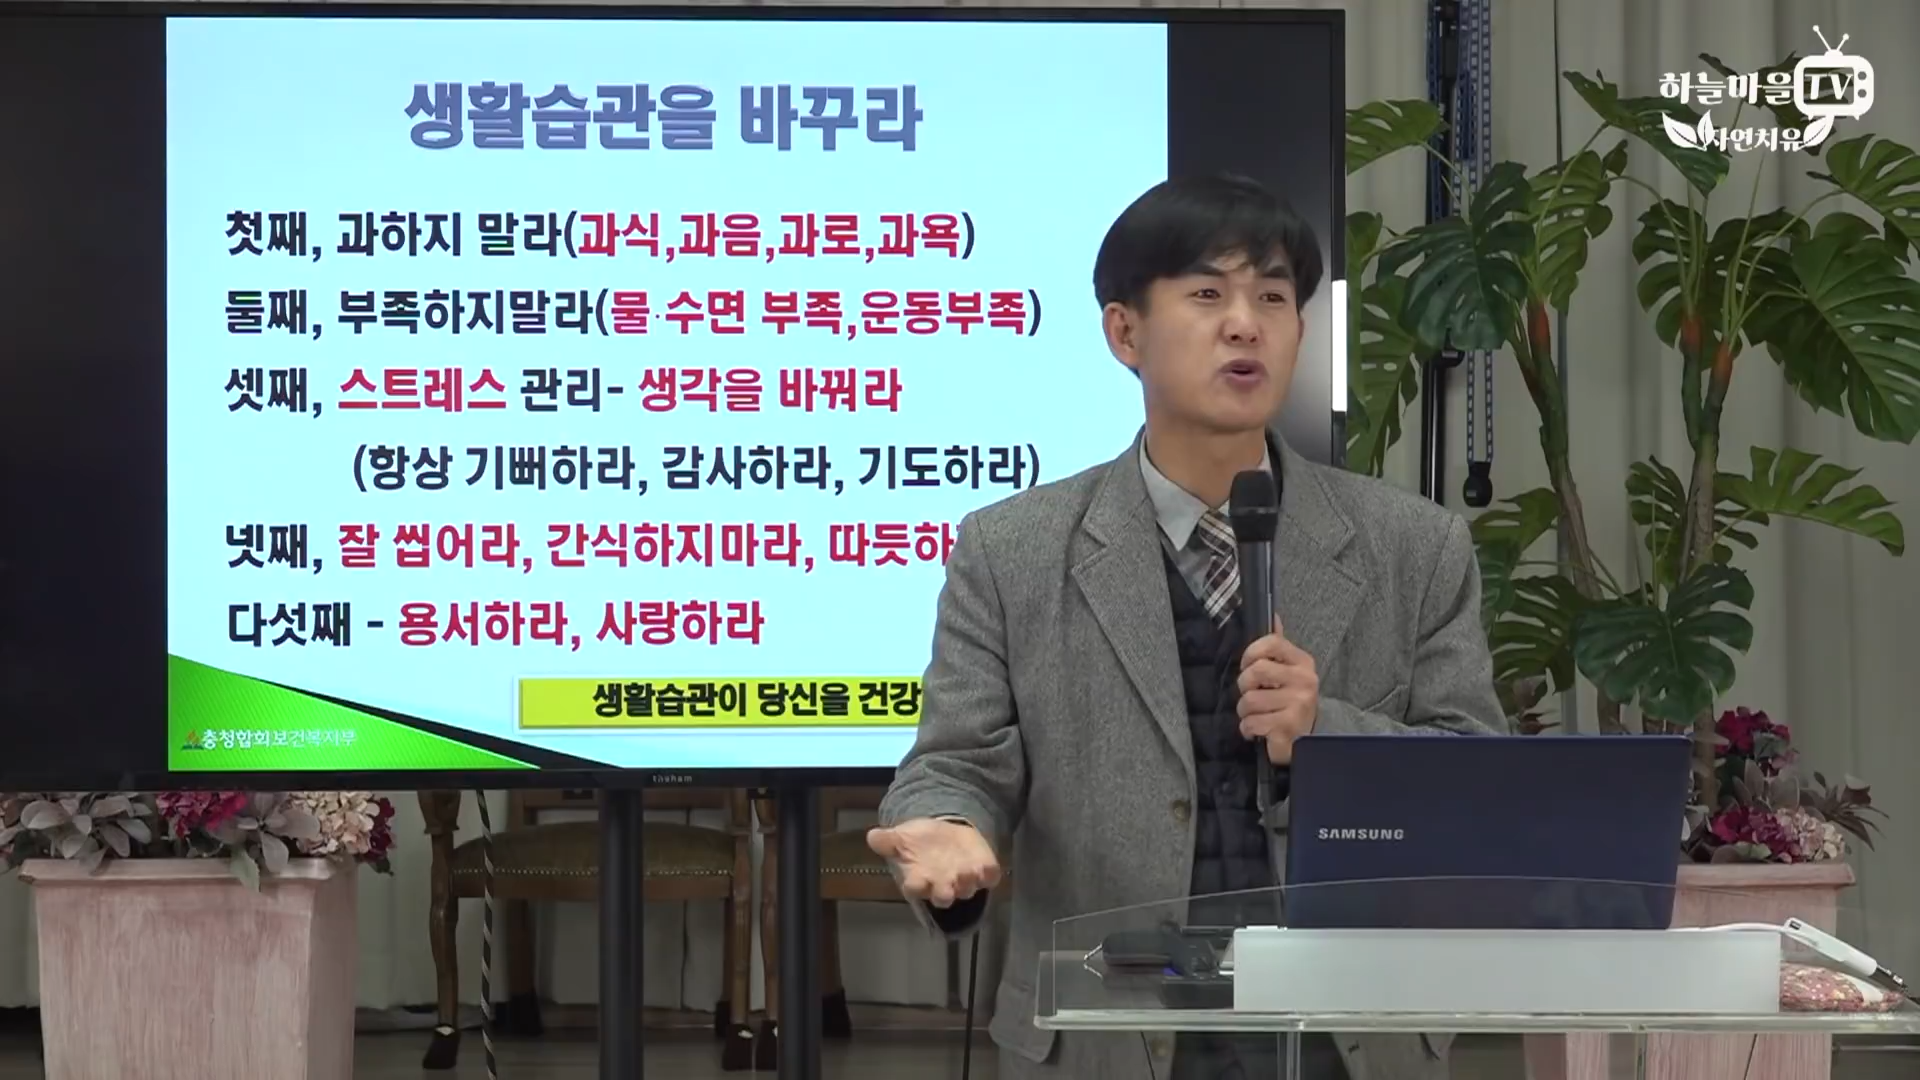 생활습관을 바꾸라
첫째, 과하지 말라(과식,과음,과로,과욕)
둘째, 부족하지말라(물·수면 부족,운동부족)
셋째, 스트레스 관리- 생각을 바꿔라
(항상 기뻐하라, 감사하라, 기도하라)
넷째, 잘 씹어라, 간식하지마라, 따듯하
다섯째 - 용서하라, 사랑하라
생활습관이 당신을 건강
충청합회보건복지부
theham
하늘마을TV
자연치유
SAMSUNG